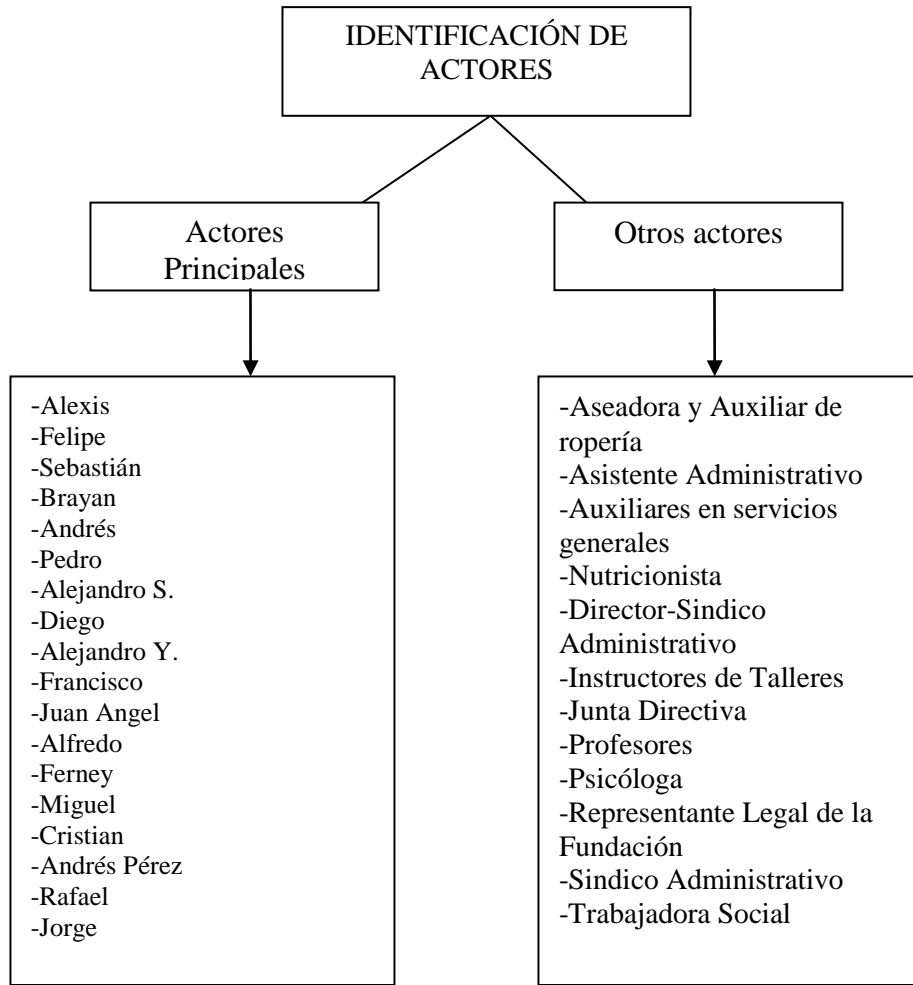 IDENTIFICACIÓN DE
ACTORES
Actores
Principales
Otros actores
-Alexis
-Felipe
-Sebastián
-Brayan
-Andrés
-Pedro
-Alejandro S.
-Diego
-Alejandro Y.
-Francisco
-Juan Angel
-Alfredo
-Ferney
-Miguel
-Cristian
-Andrés Pérez
-Rafael
-Jorge
-Aseadora y Auxiliar de
ropería
-Asistente Administrativo
-Auxiliares en servicios
generales
-Nutricionista
-Director-Sindico
Administrativo
-Instructores de Talleres
-Junta Directiva
-Profesores
-Psicóloga
-Representante Legal de la
Fundación
-Sindico Administrativo
-Trabajadora Social